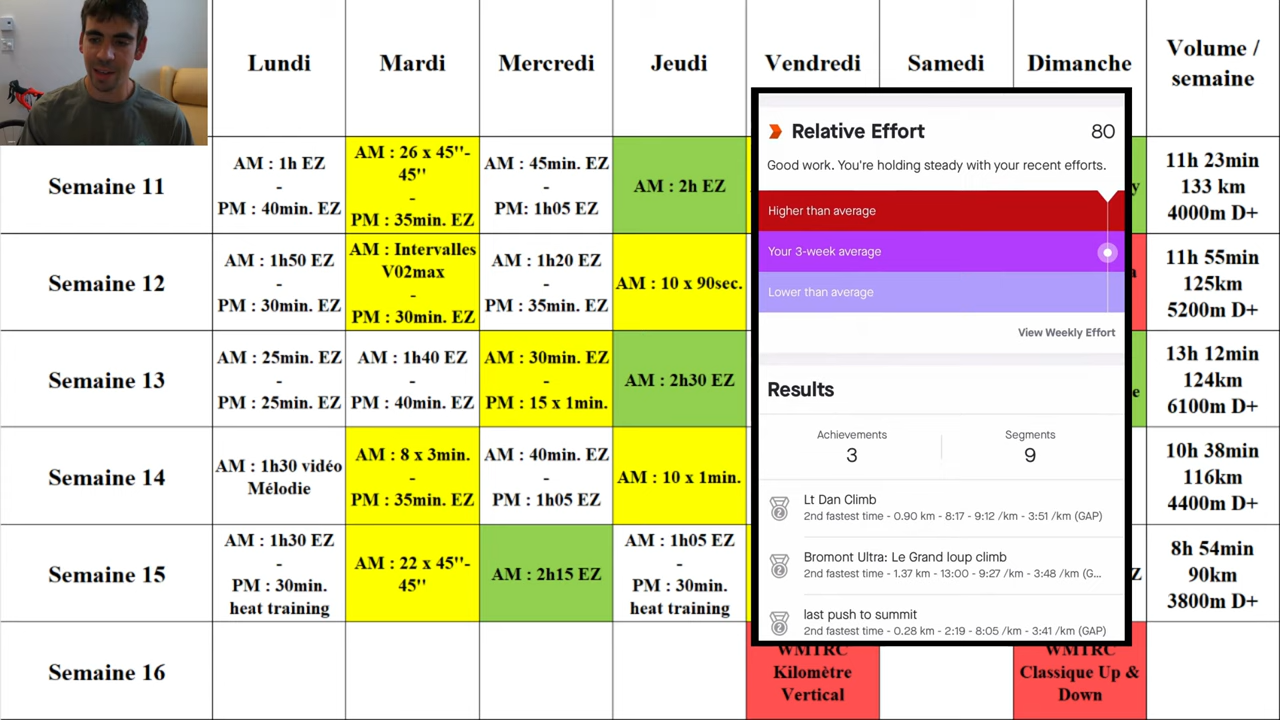 Lundi
Mardi
Mercredi
Jeudi
Vendredi
Samedi
Dimanche
Volume /
semaine
Semaine 11
AM : 1h EZ
-
PM : 40min. EZ
AM : 26 x 45''-
45''
-
PM : 35min. EZ
AM : 45min. EZ
-
PM: 1h05 EZ
AM : 2h EZ
y
11h 23min
133 km
4000m D+
Semaine 12
AM : 1h50 EZ
-
PM : 30min. EZ
AM : Intervalles
V02max
-
PM : 30min. EZ
AM : 1h20 EZ
-
PM : 35min. EZ
AM : 10 x 90sec.
a
11h 55min
125km
5200m D+
Semaine 13
AM : 25min. EZ
-
PM : 25min. EZ
AM : 1h40 EZ
-
PM : 40min. EZ
AM : 30min. EZ
-
PM : 15 x 1min.
AM : 2h30 EZ
e
13h 12min
124km
6100m D+
Semaine 14
AM : 1h30 vidéo
Mélodie
AM : 8 x 3min.
-
PM : 35min. EZ
AM : 40min. EZ
-
PM : 1h05 EZ
AM : 10 x 1min.
10h 38min
116km
4400m D+
Semaine 15
AM : 1h30 EZ
-
PM : 30min.
heat training
AM : 22 x 45''-
45''
AM : 2h15 EZ
AM : 1h05 EZ
-
PM : 30min.
heat training
Z
8h 54min
90km
3800m D+
Semaine 16
WMTRC
Kilomètre
Vertical
WMTRC
Classique Up &
Down
Relative Effort 80
Good work. You're holding steady with your recent efforts.
Higher than average
Your 3-week average
Lower than average
View Weekly Effort
Results
Achievements
3
Segments
9
Lt Dan Climb
2nd fastest time - 0.90 km - 8:17 - 9:12 /km - 3:51 /km (GAP)
Bromont Ultra: Le Grand loup climb
2nd fastest time - 1.37 km - 13:00 - 9:27 /km - 3:48 /km (G...
last push to summit
2nd fastest time - 0.28 km - 2:19 - 8:05 /km - 3:41 /km (GAP)